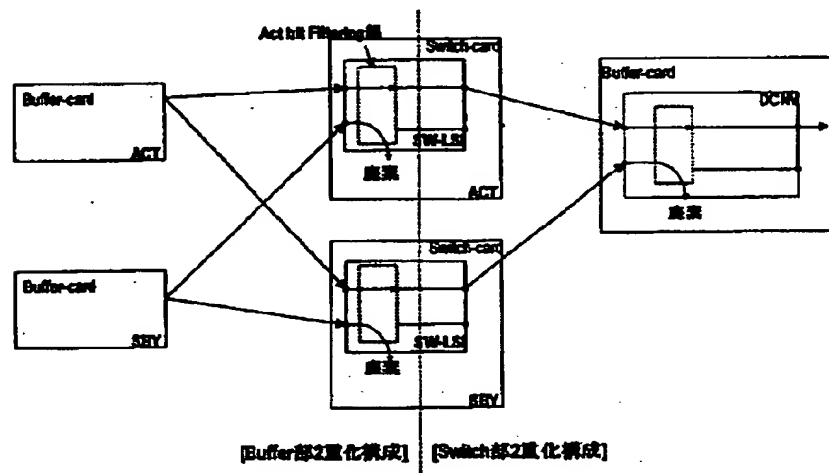 Act bit Filtering部
Switch-card
Buffer-card
ACT
SW-LSI
廃棄
ACT
Buffer-card
廃棄
Switch-card
Buffer-card
SBY
SW-LSI
廃棄
SBY
[Buffer部2重化構成]
[Switch部2重化構成]